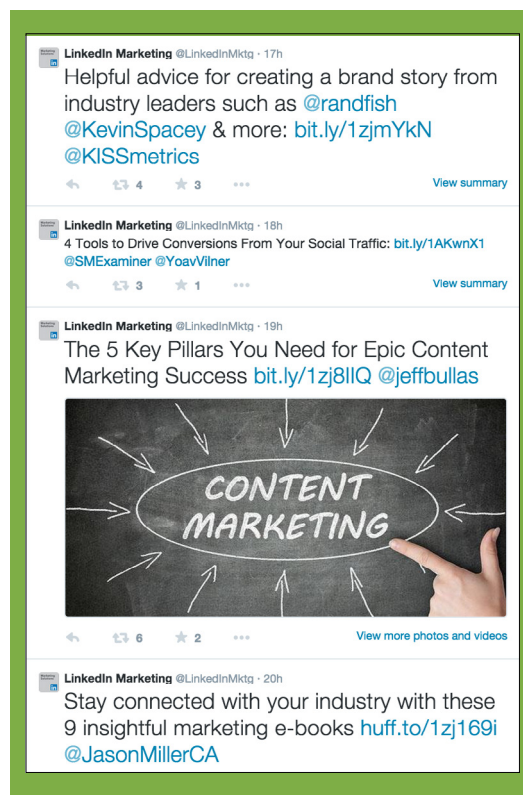 LinkedIn Marketing @LinkedInMktg · 17h
Helpful advice for creating a brand story from
industry leaders such as @randfish
@KevinSpacey & more: bit.ly/1zjmYkN
@KISSmetrics
4 3 View summary
LinkedIn Marketing @LinkedInMktg · 18h
4 Tools to Drive Conversions From Your Social Traffic: bit.ly/1AKwnX1
@SMExaminer @YoavVilner
3 1 View summary
LinkedIn Marketing @LinkedInMktg · 19h
The 5 Key Pillars You Need for Epic Content
Marketing Success bit.ly/1zj8IIQ @jeffbullas
CONTENT
MARKETING
6 2 View more photos and videos
LinkedIn Marketing @LinkedInMktg · 20h
Stay connected with your industry with these
9 insightful marketing e-books huff.to/1zj169i
@JasonMillerCA